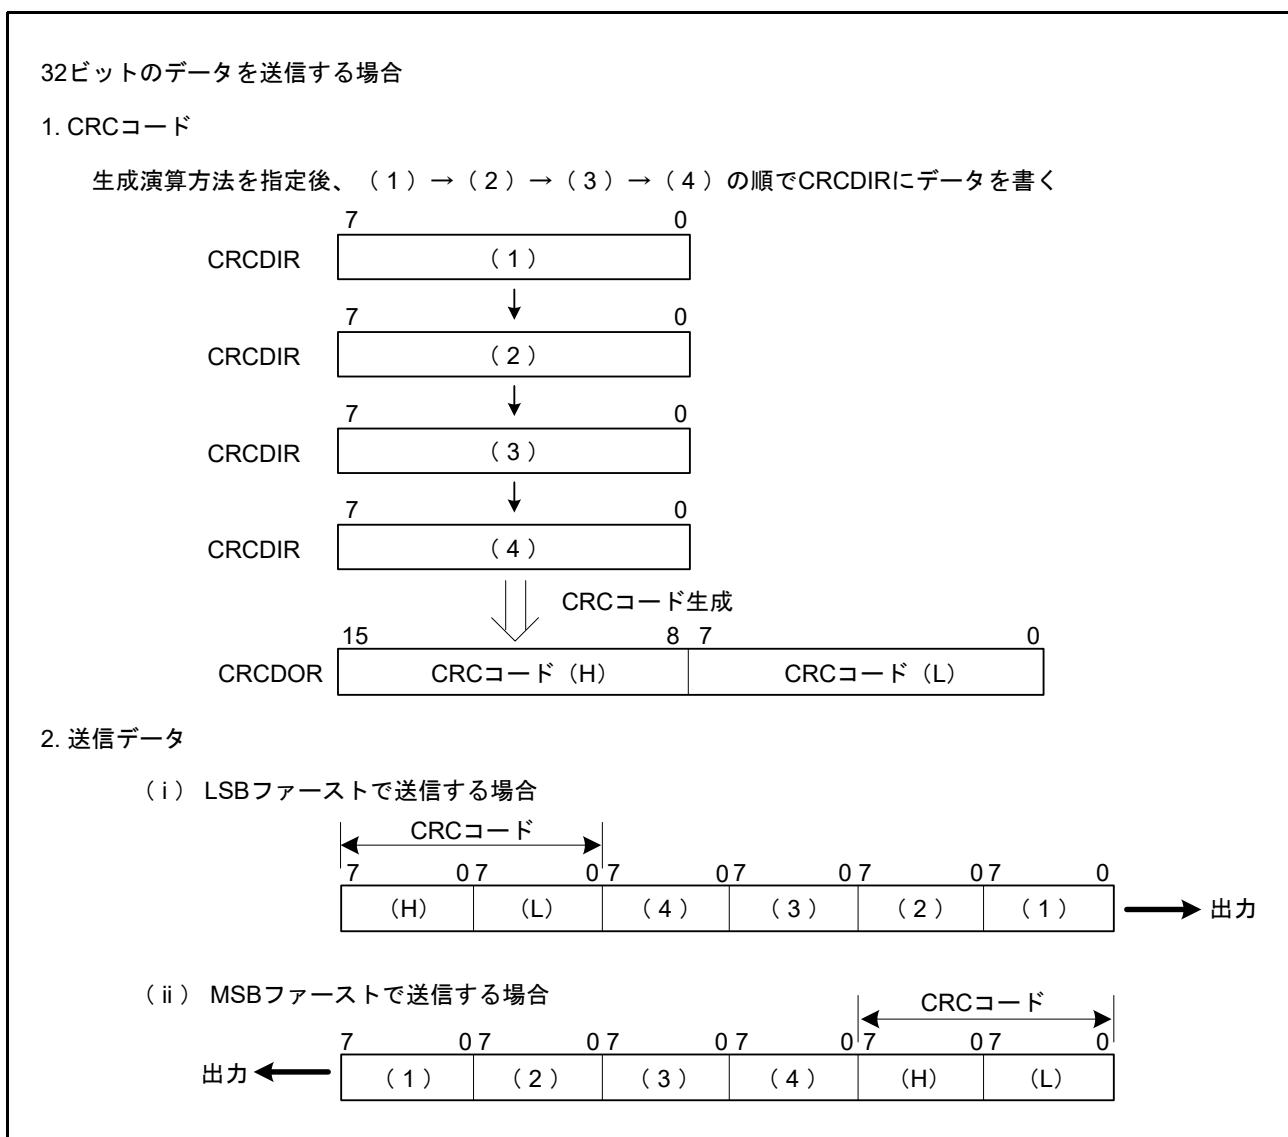 32ビットのデータを送信する場合
1. CRCコード
生成演算方法を指定後、（1）→（2）→（3）→（4）の順でCRCDIRにデータを書く
7 0
CRCDIR （1）
7 0
CRCDIR （2）
7 0
CRCDIR （3）
7 0
CRCDIR （4）
CRCコード生成
15 8 7 0
CRCDOR CRCコード（H） CRCコード（L）
2. 送信データ
（i） LSBファーストで送信する場合
CRCコード
7 0 7 0 7 0 7 0 7 0 7 0
（H） （L） （4） （3） （2） （1） 出力
（ii） MSBファーストで送信する場合
CRCコード
7 0 7 0 7 0 7 0 7 0 7 0
出力 （1） （2） （3） （4） （H） （L）